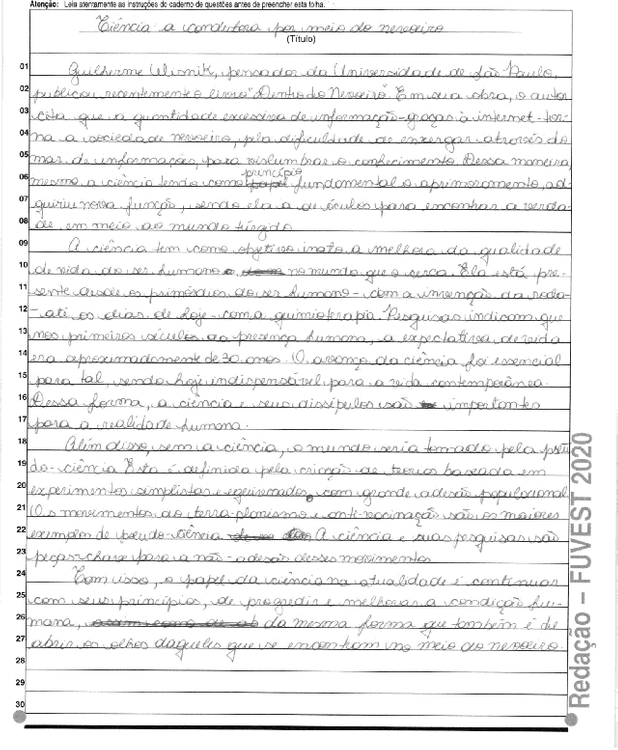 Atenção: Leia atentamente as instruções do caderno de questões antes de preencher esta folha.
Ciência: a condutora por meio do nevoeiro
(Título)
01 Guilherme Wisnik, pensador da Universidade de São Paulo,
02 publicou recentemente o livro "Dentro do Nevoeiro". Em sua obra, o autor
03 cita que a quantidade excessiva de informação - graças à internet - tor-
04 na a sociedade nevoeiro, pela dificuldade de enxergar através do
05 mar de informações, para vislumbrar o conhecimento. Dessa maneira,
princípio
06 mesmo a ciência tendo como papel fundamental o aprimoramento, ad-
07 quiriu nova função, sendo ela a de óculos para encontrar a verda-
08 de em meio ao mundo túrgido.
09 A ciência tem como objetivo inato a melhora da qualidade
10 de vida do ser humano e no mundo que o cerca. Ela está pre-
11 sente desde os primórdios do ser humano - com a invenção da roda-
12 - até os dias de hoje - com a quimioterapia. Pesquisas indicam que
13 nos primeiros séculos da presença humana, a expectativa de vida
14 era aproximadamente de 30 anos. O avanço da ciência foi essencial
15 para tal, sendo hoje indispensável para a vida contemporânea.
16 Dessa forma, a ciência e seus dissípulos são importantes
17 para a realidade humana.
18 Além disso, sem a ciência, o mundo seria tomado pela pseu
19 do-ciência. Esta é definida pela criação de teorias baseada em
20 experimentos simplistas e equivocados, com grande adesão populacional.
21 Os movimentos do terra-planismo e anti-vacinação são os maiores
22 exemplos de pseudo-ciência. A ciência e suas pesquisas são
23 peças-chave para a não-adesão desses movimentos.
24 Com isso, o papel da ciência na atualidade é continuar
25 com seus princípios, de progredir e melhorar a condição hu-
26 mana, da mesma forma que também é de
27 abrir os olhos daqueles que se encontram no meio do nevoeiro.
28
29
30
Redação – FUVEST 2020